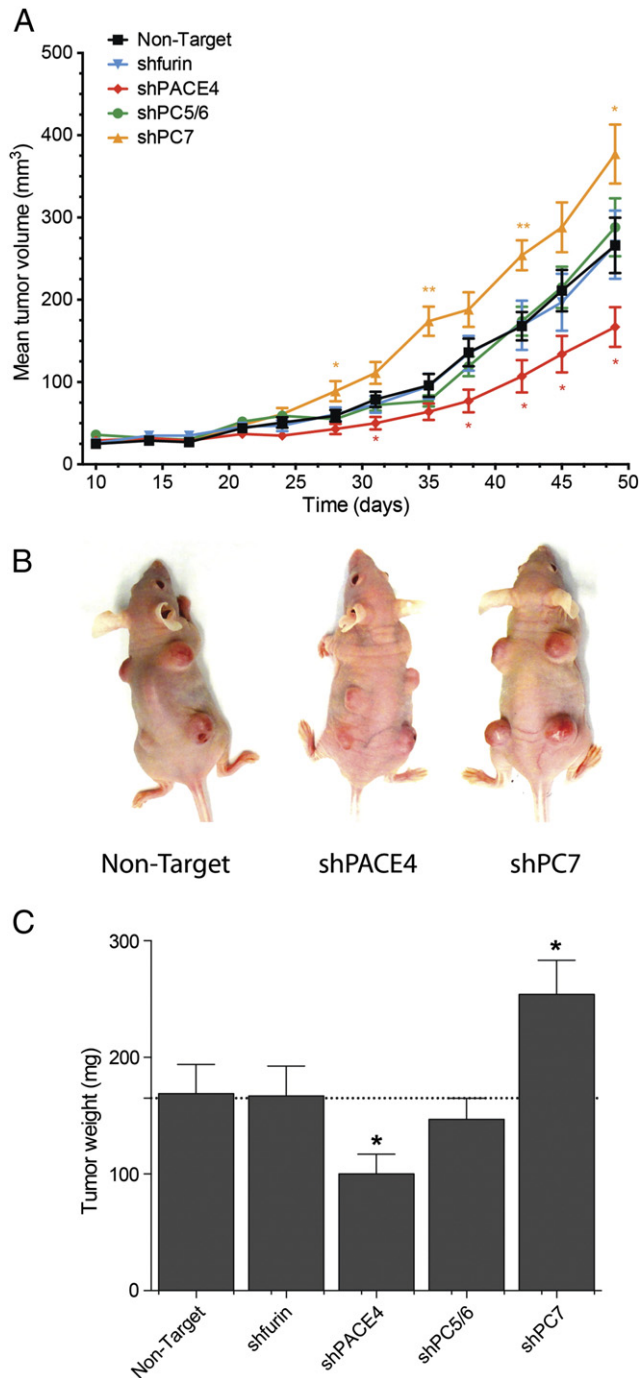 A
Non-Target
shfurin
shPACE4
shPC5/6
shPC7
Mean tumor volume (mm³)
500
400
300
200
100
0
10 15 20 25 30 35 40 45 50
Time (days)
* ** ** *
* * * * *
B
Non-Target shPACE4 shPC7
C
Tumor weight (mg)
300
200
100
0
* *
Non-Target shfurin shPACE4 shPC5/6 shPC7